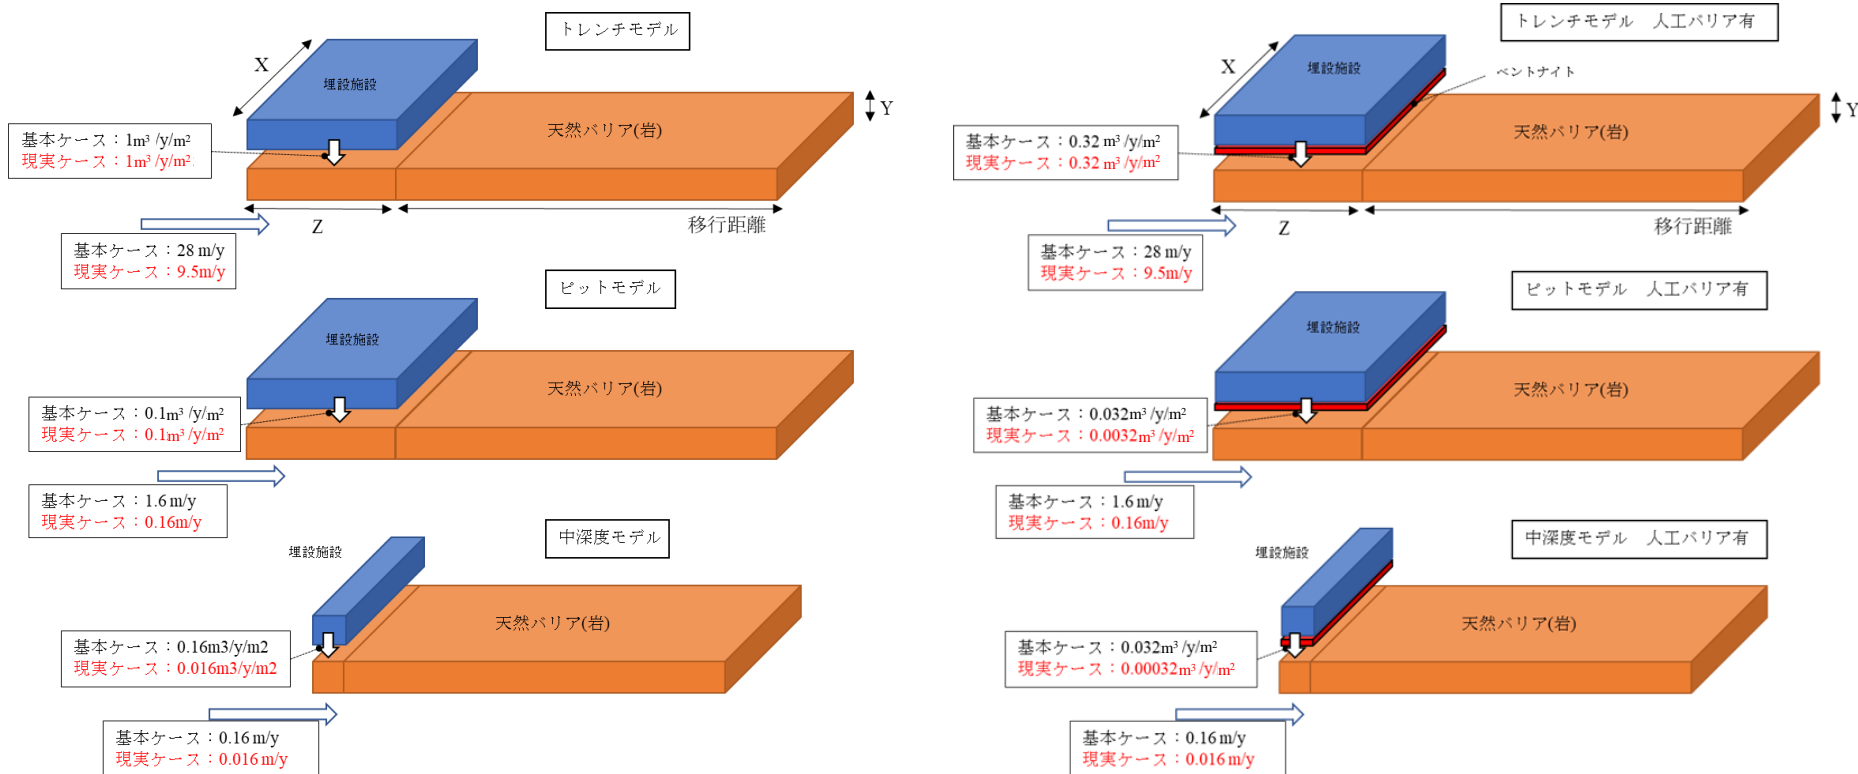 トレンチモデル
X
埋設施設
Y
天然バリア(岩)
基本ケース：1m³ /y/m²
現実ケース：1m³ /y/m²
Z
移行距離
基本ケース：28 m/y
現実ケース：9.5m/y
ピットモデル
埋設施設
天然バリア(岩)
基本ケース：0.1m³ /y/m²
現実ケース：0.1m³ /y/m²
基本ケース：1.6 m/y
現実ケース：0.16m/y
中深度モデル
埋設施設
天然バリア(岩)
基本ケース：0.16m3/y/m2
現実ケース：0.016m3/y/m2
基本ケース：0.16 m/y
現実ケース：0.016 m/y
トレンチモデル　人工バリア有
X
埋設施設
ベントナイト
Y
天然バリア(岩)
基本ケース：0.32 m³ /y/m²
現実ケース：0.32 m³ /y/m²
Z
移行距離
基本ケース：28 m/y
現実ケース：9.5m/y
ピットモデル　人工バリア有
埋設施設
天然バリア(岩)
基本ケース：0.032m³ /y/m²
現実ケース：0.0032m³ /y/m²
基本ケース：1.6 m/y
現実ケース：0.16m/y
中深度モデル　人工バリア有
埋設施設
天然バリア(岩)
基本ケース：0.032m³ /y/m²
現実ケース：0.00032m³ /y/m²
基本ケース：0.16 m/y
現実ケース：0.016 m/y